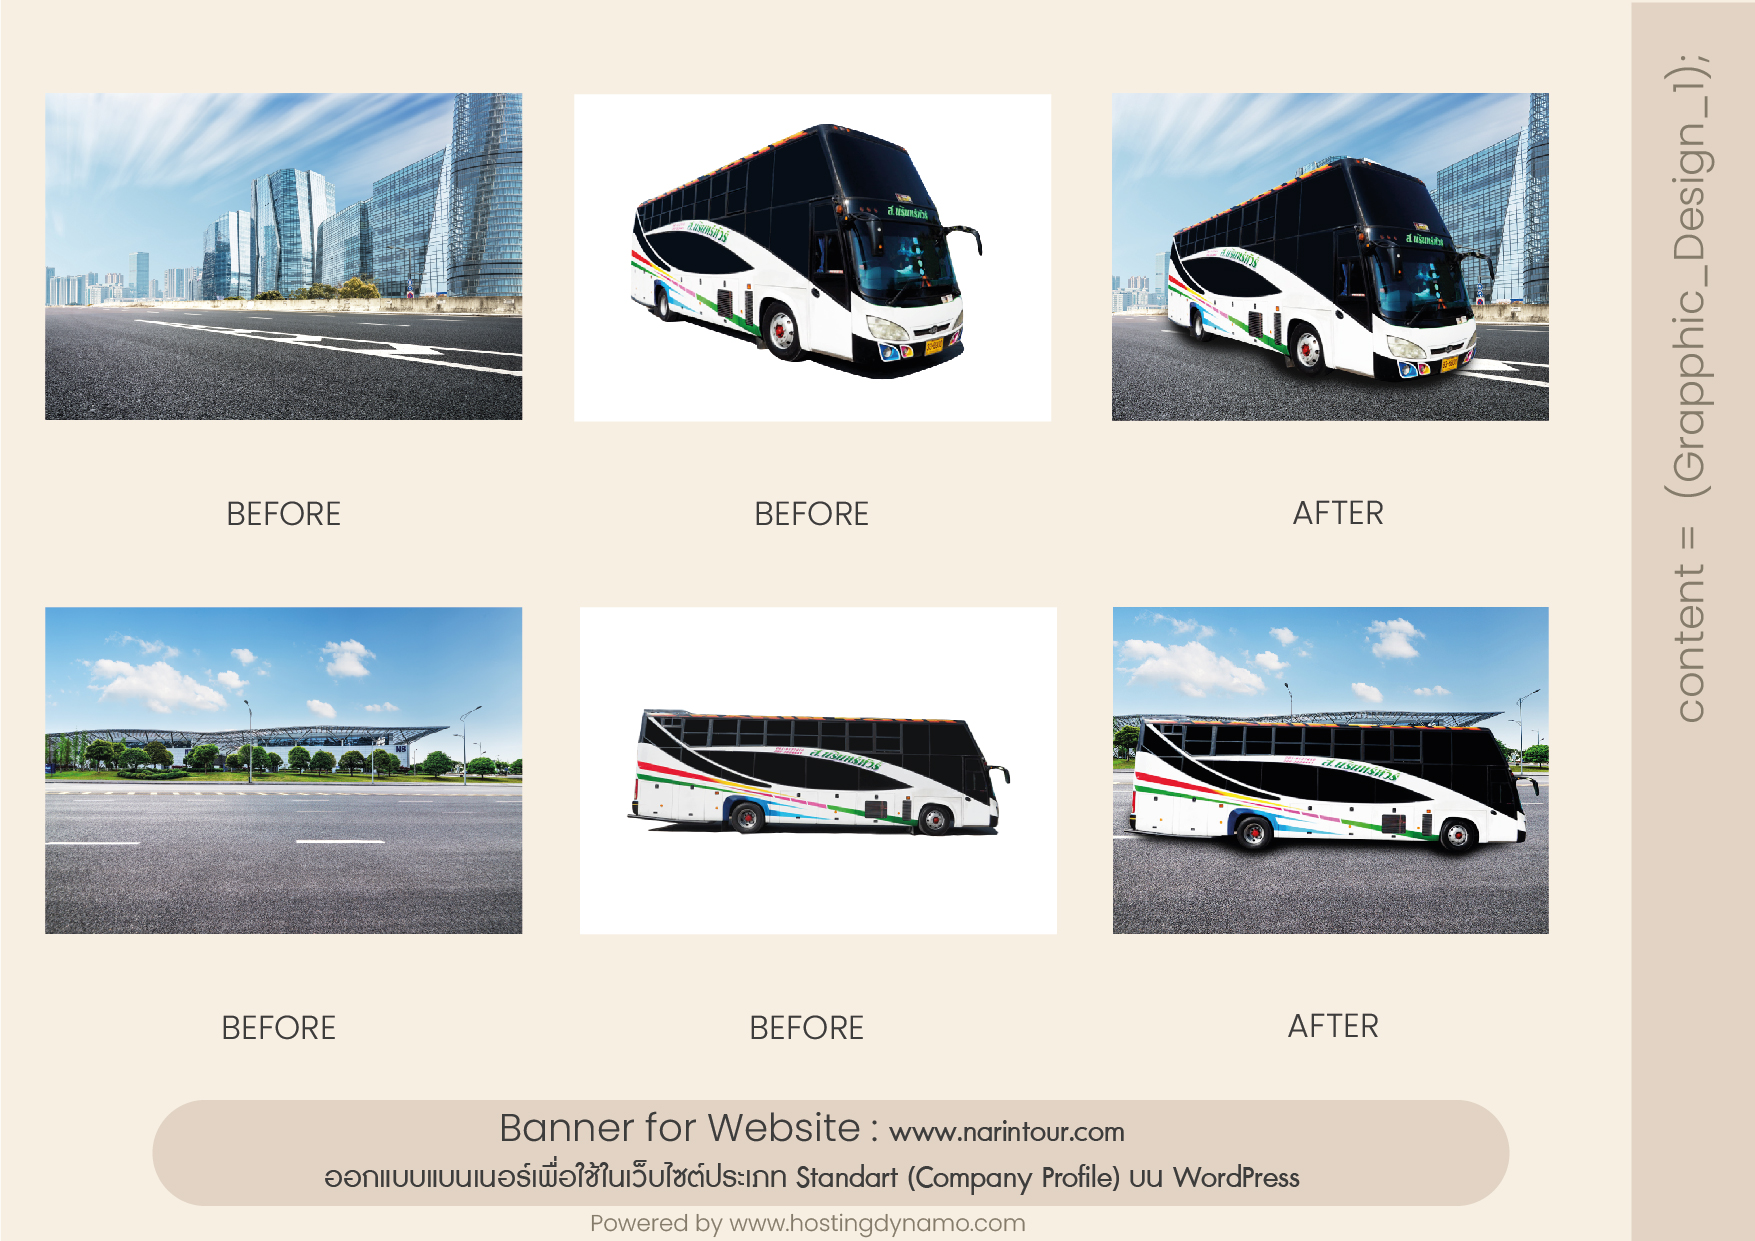 BEFORE
BEFORE
AFTER
BEFORE
BEFORE
AFTER
Banner for Website : www.narintour.com
ออกแบบแบนเนอร์เพื่อใช้ในเว็บไซต์ประเภท Standart (Company Profile) บน WordPress
Powered by www.hostingdynamo.com
content = (Grapphic_Design_1);